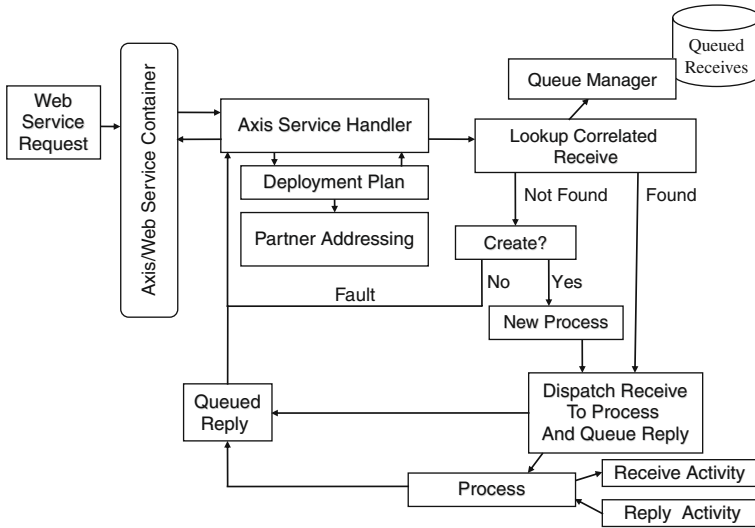 Queued
Receives
Queue Manager
Web
Service
Request
Axis/Web Service Container
Axis Service Handler
Lookup Correlated
Receive
Deployment Plan
Not Found
Found
Partner Addressing
Create?
No
Yes
Fault
New Process
Queued
Reply
Dispatch Receive
To Process
And Queue Reply
Process
Receive Activity
Reply Activity